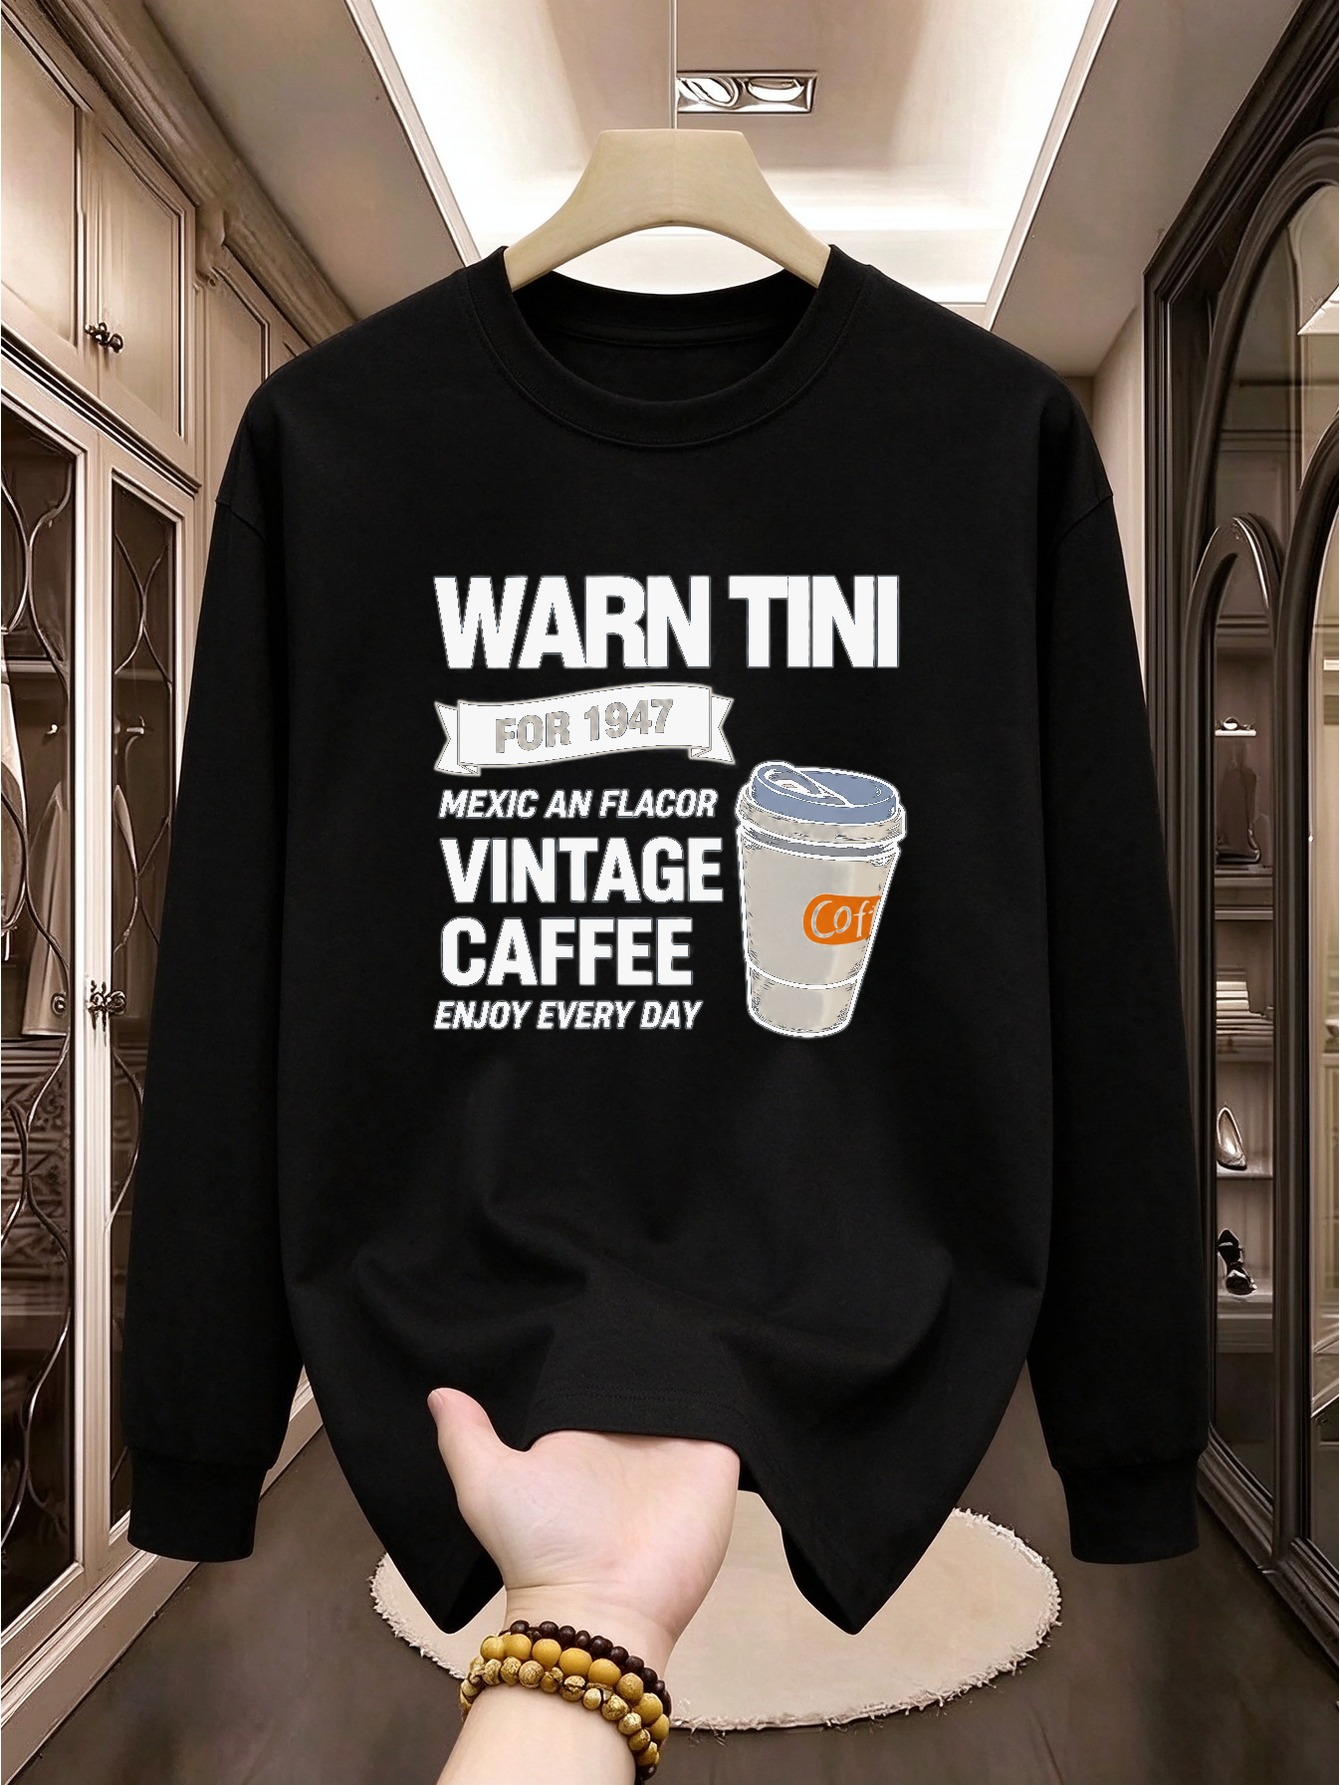 WARN TINI
FOR 1947
MEXIC AN FLACOR
VINTAGE
CAFFEE
ENJOY EVERY DAY
Cof